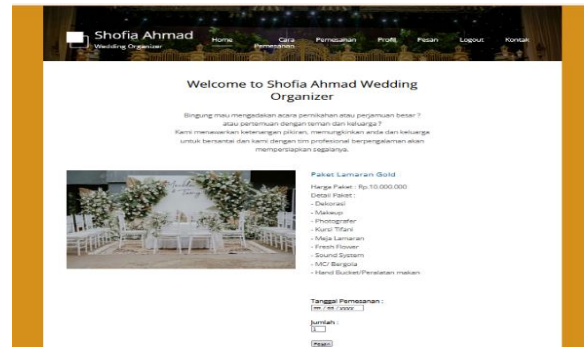 Shofia Ahmad
Wedding Organizer
Home
Cara Pemesanan
Pemesanan
Profil
Pesan
Logout
Kontak
Welcome to Shofia Ahmad Wedding
Organizer
Bingung mau mengadakan acara pernikahan atau perjamuan besar ?
atau pertemuan dengan teman dan keluarga ?
Kami menawarkan ketenangan pikiran, memungkinkan anda dan keluarga
untuk bersantai dan kami dengan tim profesional berpengalaman akan
mempersiapkan segalanya.
Paket Lamaran Gold
Harga Paket : Rp.10.000.000
Detail Paket :
- Dekorasi
- Makeup
- Photografer
- Kursi Tifani
- Meja Lamaran
- Fresh Flower
- Sound System
- MC/ Bergola
- Hand Bucket/Peralatan makan
Tanggal Pemesanan :
Jumlah :
1
Pesan